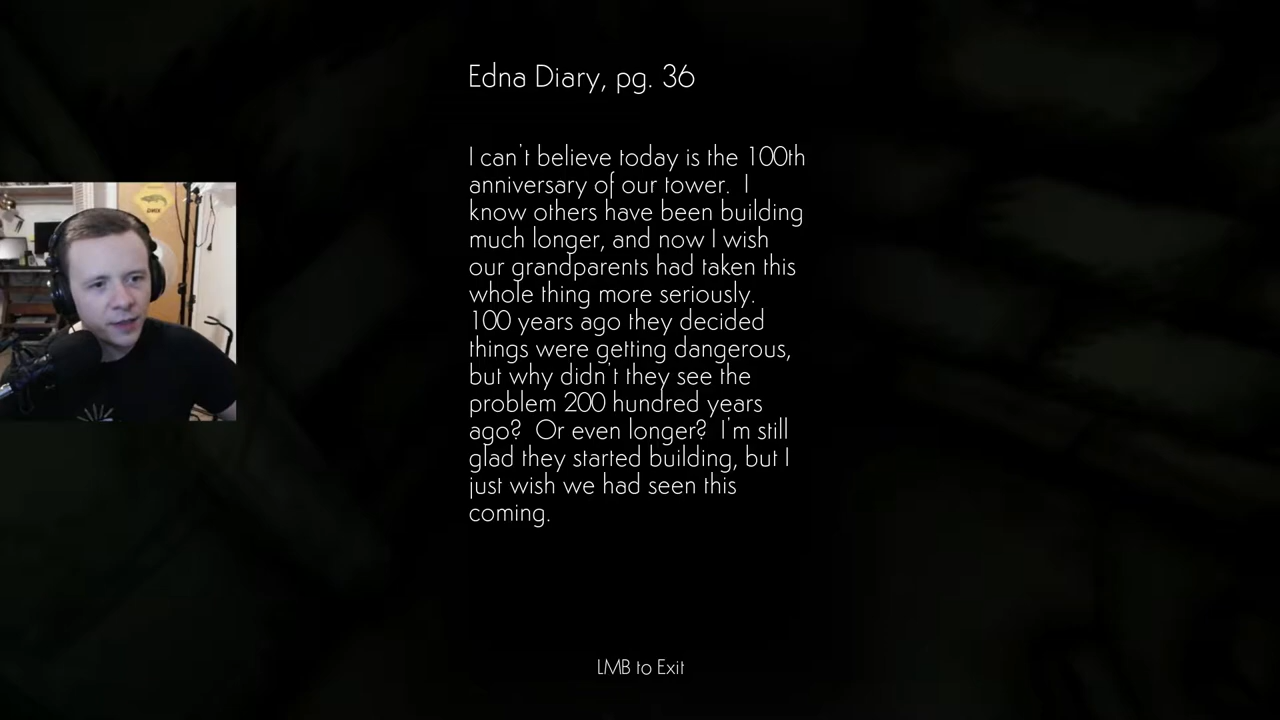 Edna Diary, pg. 36
I can't believe today is the 100th
anniversary of our tower.  I
know others have been building
much longer, and now I wish
our grandparents had taken this
whole thing more seriously.
100 years ago they decided
things were getting dangerous,
but why didn't they see the
problem 200 hundred years
ago?  Or even longer?  I'm still
glad they started building, but I
just wish we had seen this
coming.
LMB to Exit